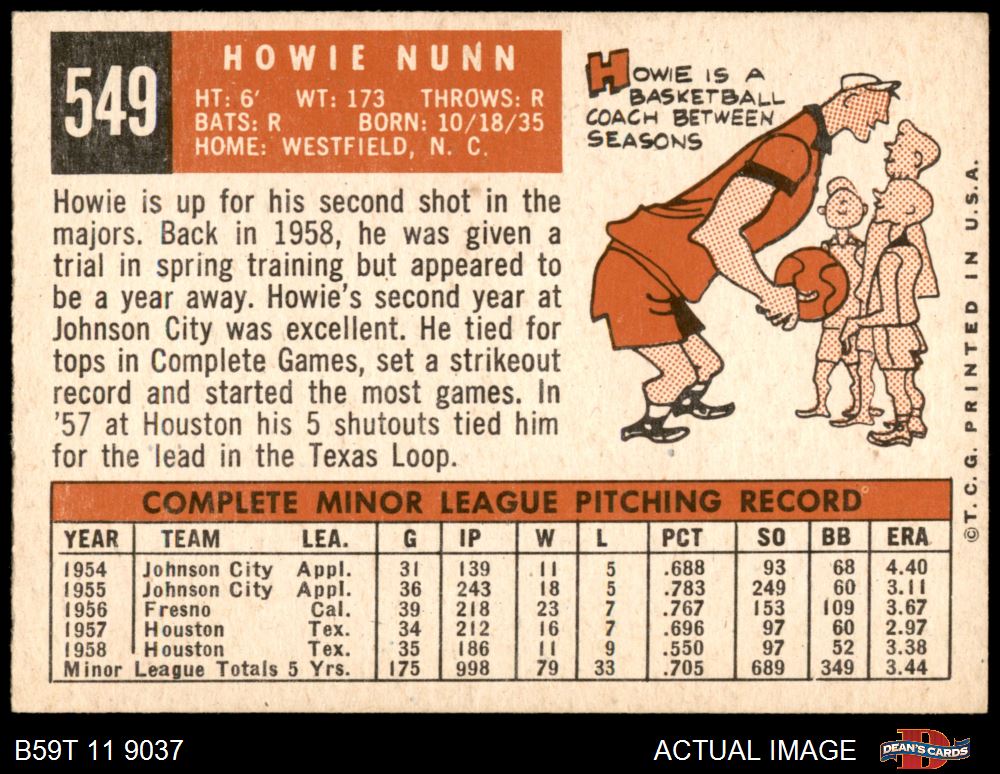 549
HOWIE NUNN
HT: 6' WT: 173 THROWS: R
BATS: R BORN: 10/18/35
HOME: WESTFIELD, N. C.
HOWIE IS A
BASKETBALL
COACH BETWEEN
SEASONS
Howie is up for his second shot in the
majors. Back in 1958, he was given a
trial in spring training but appeared to
be a year away. Howie's second year at
Johnson City was excellent. He tied for
tops in Complete Games, set a strikeout
record and started the most games. In
'57 at Houston his 5 shutouts tied him
for the lead in the Texas Loop.
©T. C. G. PRINTED IN U.S.A.
COMPLETE MINOR LEAGUE PITCHING RECORD
YEAR TEAM LEA. G IP W L PCT SO BB ERA
1954 Johnson City Appl. 31 139 11 5 .688 93 68 4.40
1955 Johnson City Appl. 36 243 18 5 .783 249 60 3.11
1956 Fresno Cal. 39 218 23 7 .767 153 109 3.67
1957 Houston Tex. 34 212 16 7 .696 97 60 2.97
1958 Houston Tex. 35 186 11 9 .550 97 52 3.38
Minor League Totals 5 Yrs. 175 998 79 33 .705 689 349 3.44
B59T 11 9037 ACTUAL IMAGE DEAN'S CARDS